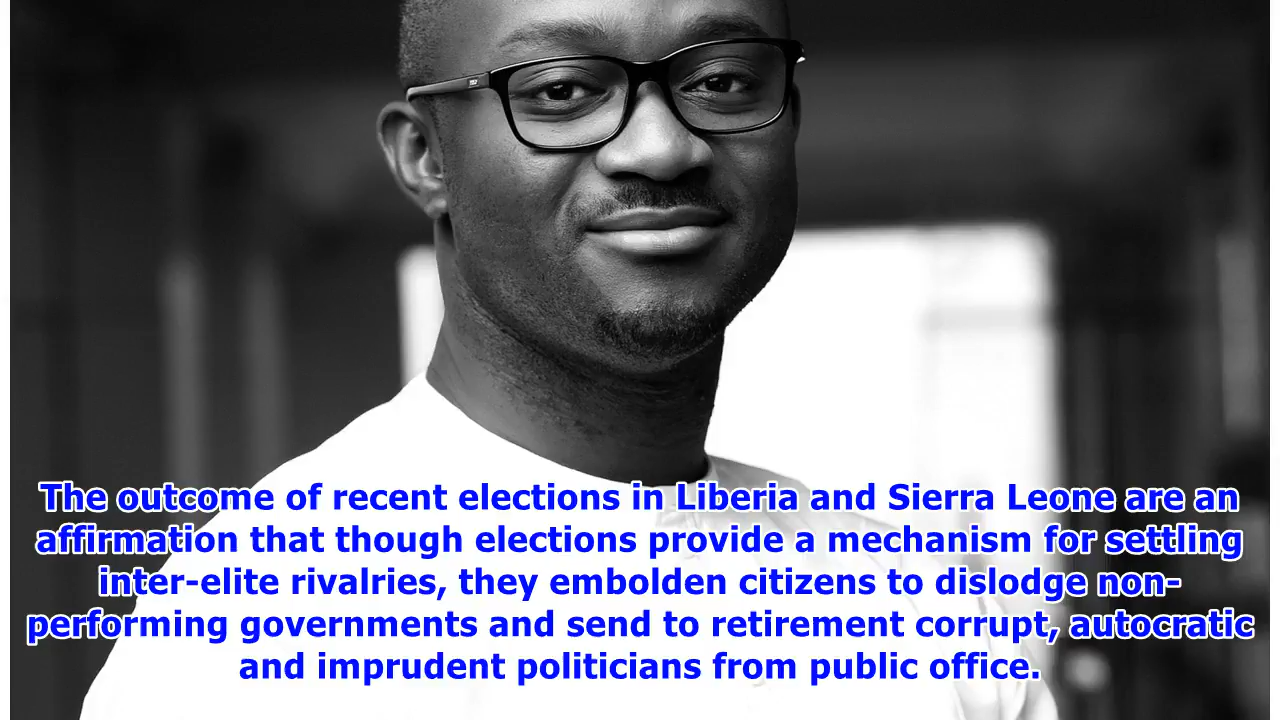 The outcome of recent elections in Liberia and Sierra Leone are an
affirmation that though elections provide a mechanism for settling
inter-elite rivalries, they embolden citizens to dislodge non-
performing governments and send to retirement corrupt, autocratic
and imprudent politicians from public office.